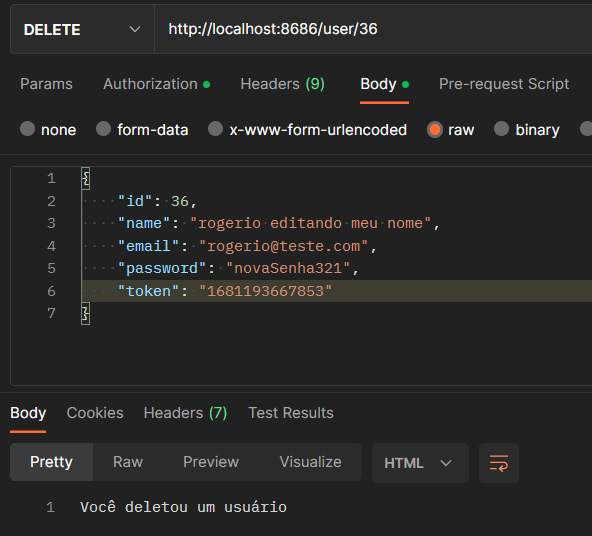 DELETE http://localhost:8686/user/36
Params Authorization Headers (9) Body Pre-request Script
none form-data x-www-form-urlencoded raw binary
1 {
2 "id": 36,
3 "name": "rogerio editando meu nome",
4 "email": "rogerio@teste.com",
5 "password": "novaSenha321",
6 "token": "1681193667853"
7 }
Body Cookies Headers (7) Test Results
Pretty Raw Preview Visualize HTML
1 Você deletou um usuário